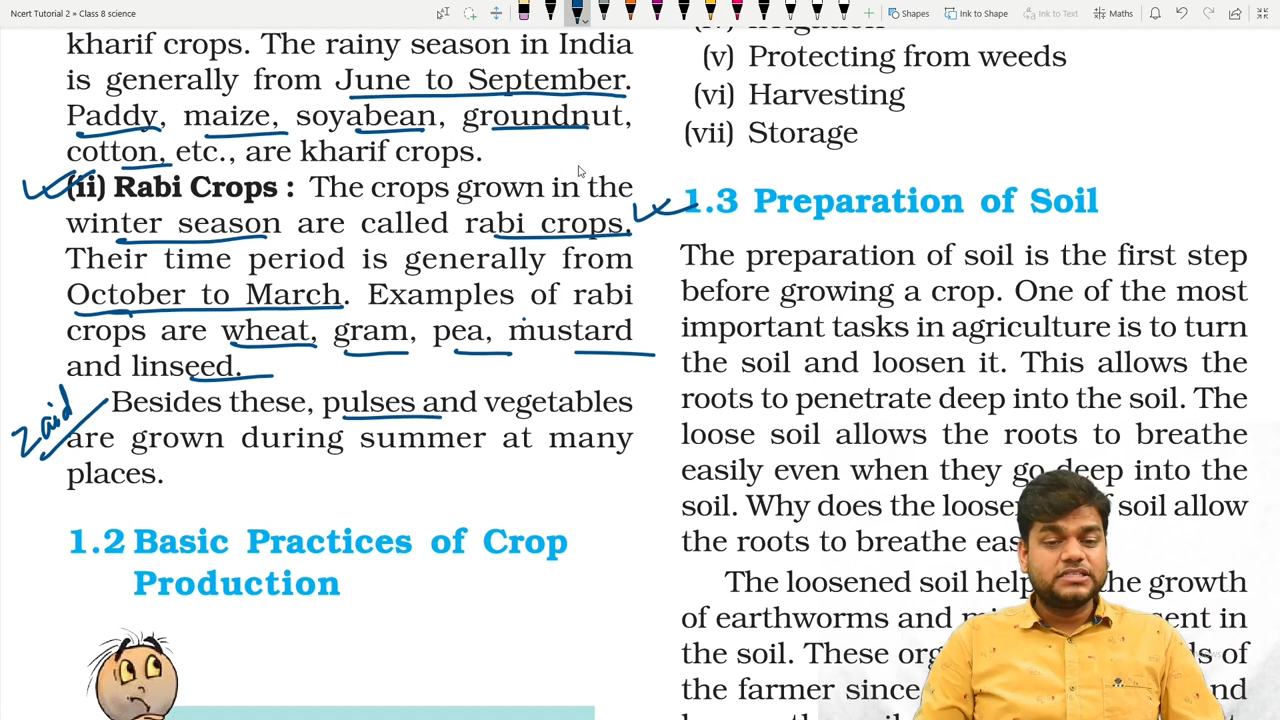 Ncert Tutorial 2 » Class 8 science
Shapes
Ink to Shape
Ink to Text
Maths
kharif crops. The rainy season in India
is generally from June to September.
Paddy, maize, soyabean, groundnut,
cotton, etc., are kharif crops.
(ii) Rabi Crops : The crops grown in the
winter season are called rabi crops.
Their time period is generally from
October to March. Examples of rabi
crops are wheat, gram, pea, mustard
and linseed.
Zaid
Besides these, pulses and vegetables
are grown during summer at many
places.
1.2 Basic Practices of Crop
Production
(v) Protecting from weeds
(vi) Harvesting
(vii) Storage
1.3 Preparation of Soil
The preparation of soil is the first step
before growing a crop. One of the most
important tasks in agriculture is to turn
the soil and loosen it. This allows the
roots to penetrate deep into the soil. The
loose soil allows the roots to breathe
easily even when they go deep into the
soil. Why does the loosen soil allow
the roots to breathe eas
The loosened soil help the growth
of earthworms and m sent in
the soil. These org ds of
the farmer since nd